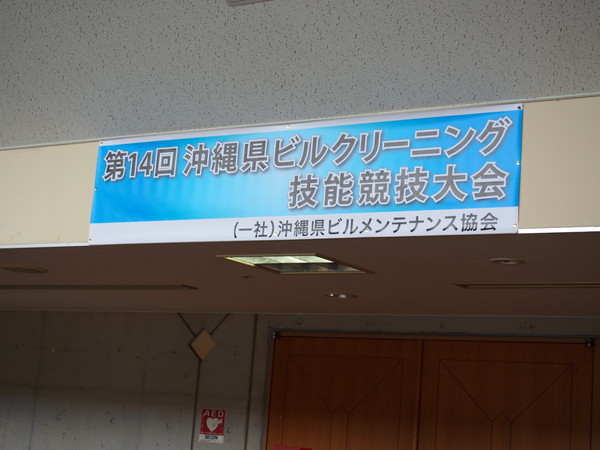 第14回 沖縄県ビルクリーニング
技能競技大会
(一社)沖縄県ビルメンテナンス協会
AED